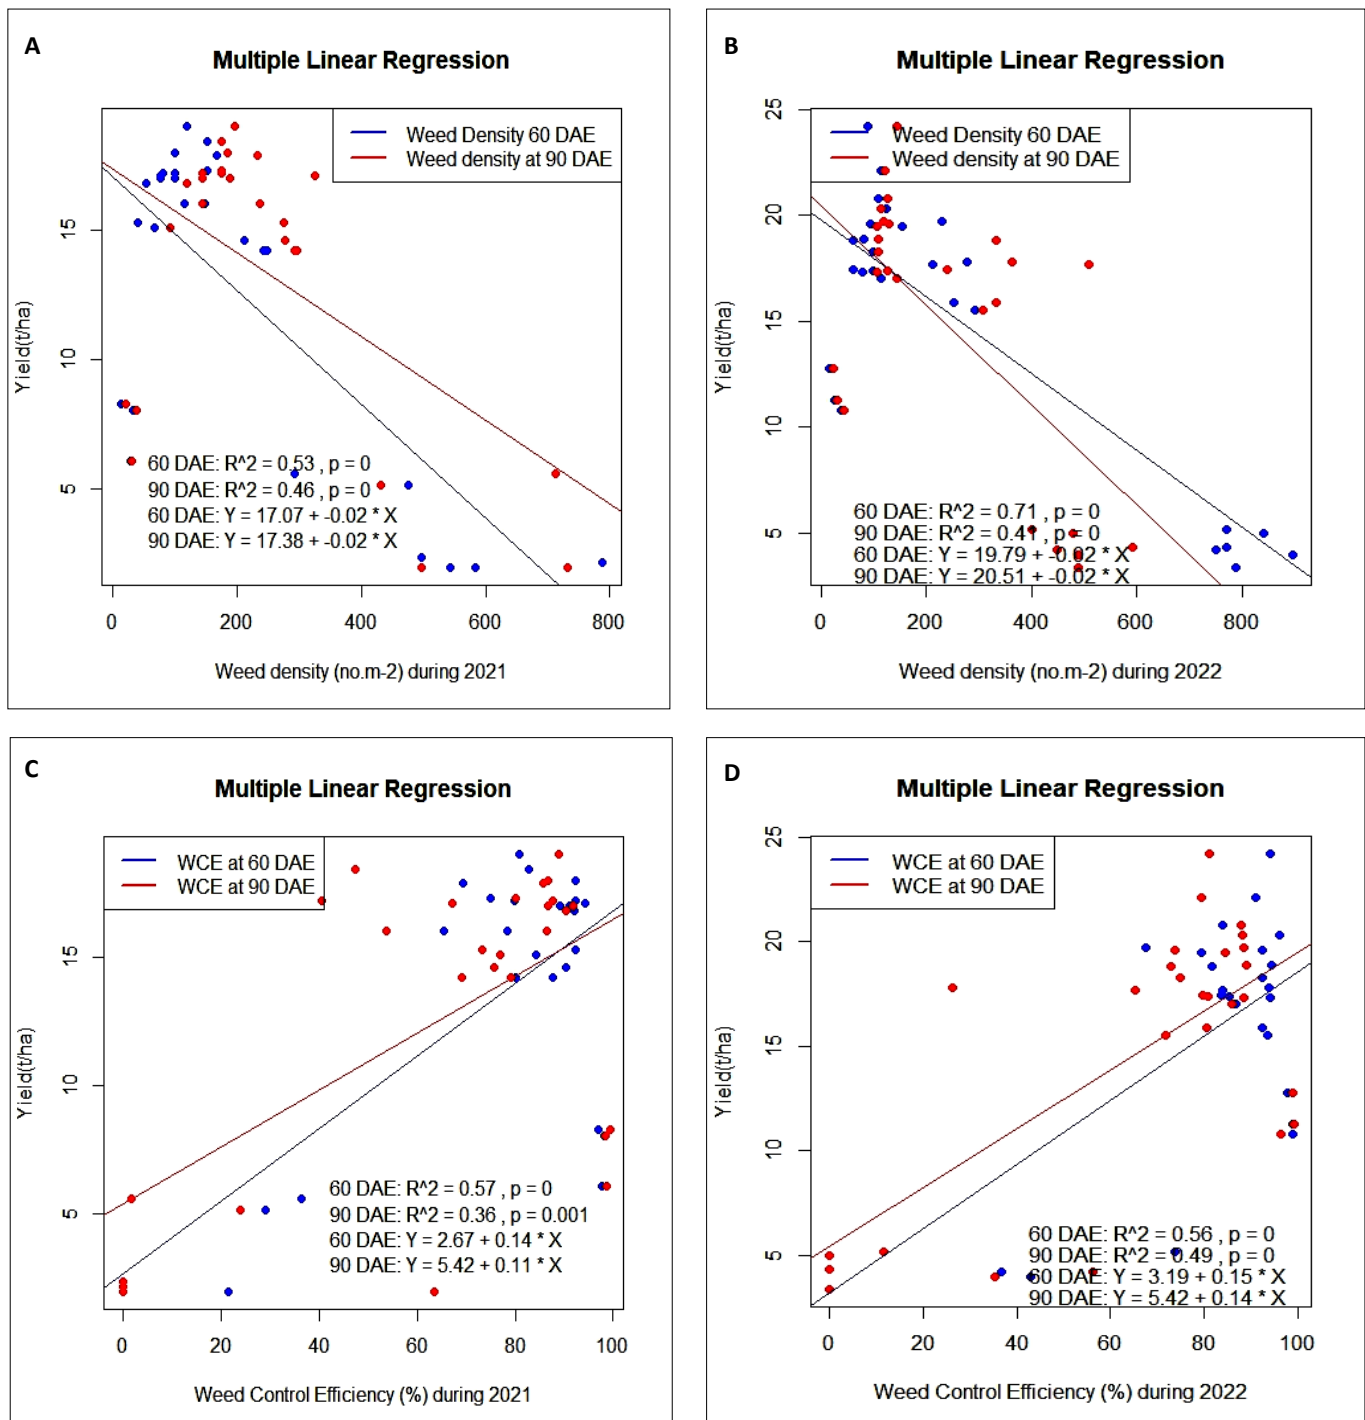 A
Multiple Linear Regression
Weed Density 60 DAE
Weed density at 90 DAE
Yield(t/ha)
15
10
5
60 DAE: R^2 = 0.53 , p = 0
90 DAE: R^2 = 0.46 , p = 0
60 DAE: Y = 17.07 + -0.02 * X
90 DAE: Y = 17.38 + -0.02 * X
0 200 400 600 800
Weed density (no.m-2) during 2021
B
Multiple Linear Regression
Weed Density 60 DAE
Weed density at 90 DAE
Yield(t/ha)
25
20
15
10
5
60 DAE: R^2 = 0.71 , p = 0
90 DAE: R^2 = 0.41 , p = 0
60 DAE: Y = 19.79 + -0.02 * X
90 DAE: Y = 20.51 + -0.02 * X
0 200 400 600 800
Weed density (no.m-2) during 2022
C
Multiple Linear Regression
WCE at 60 DAE
WCE at 90 DAE
Yield(t/ha)
15
10
5
60 DAE: R^2 = 0.57 , p = 0
90 DAE: R^2 = 0.36 , p = 0.001
60 DAE: Y = 2.67 + 0.14 * X
90 DAE: Y = 5.42 + 0.11 * X
0 20 40 60 80 100
Weed Control Efficiency (%) during 2021
D
Multiple Linear Regression
WCE at 60 DAE
WCE at 90 DAE
Yield(t/ha)
25
20
15
10
5
60 DAE: R^2 = 0.56 , p = 0
90 DAE: R^2 = 0.49 , p = 0
60 DAE: Y = 3.19 + 0.15 * X
90 DAE: Y = 5.42 + 0.14 * X
0 20 40 60 80 100
Weed Control Efficiency (%) during 2022